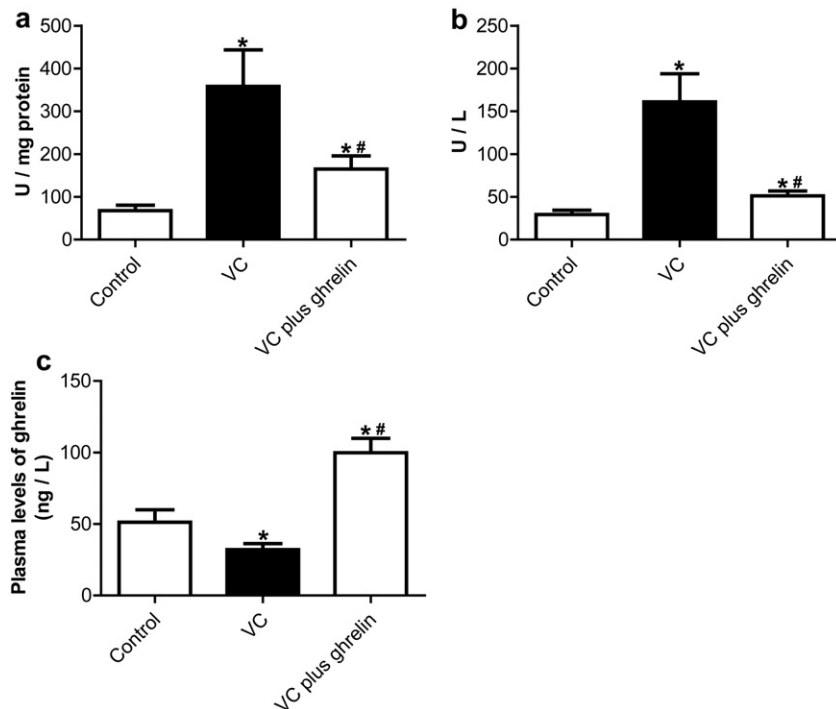 a
U / mg protein
500
400
300
200
100
0
*
* #
Control
VC
VC plus ghrelin
b
U / L
250
200
150
100
50
0
*
* #
Control
VC
VC plus ghrelin
c
Plasma levels of ghrelin
(ng / L)
150
100
50
0
*
* #
Control
VC
VC plus ghrelin